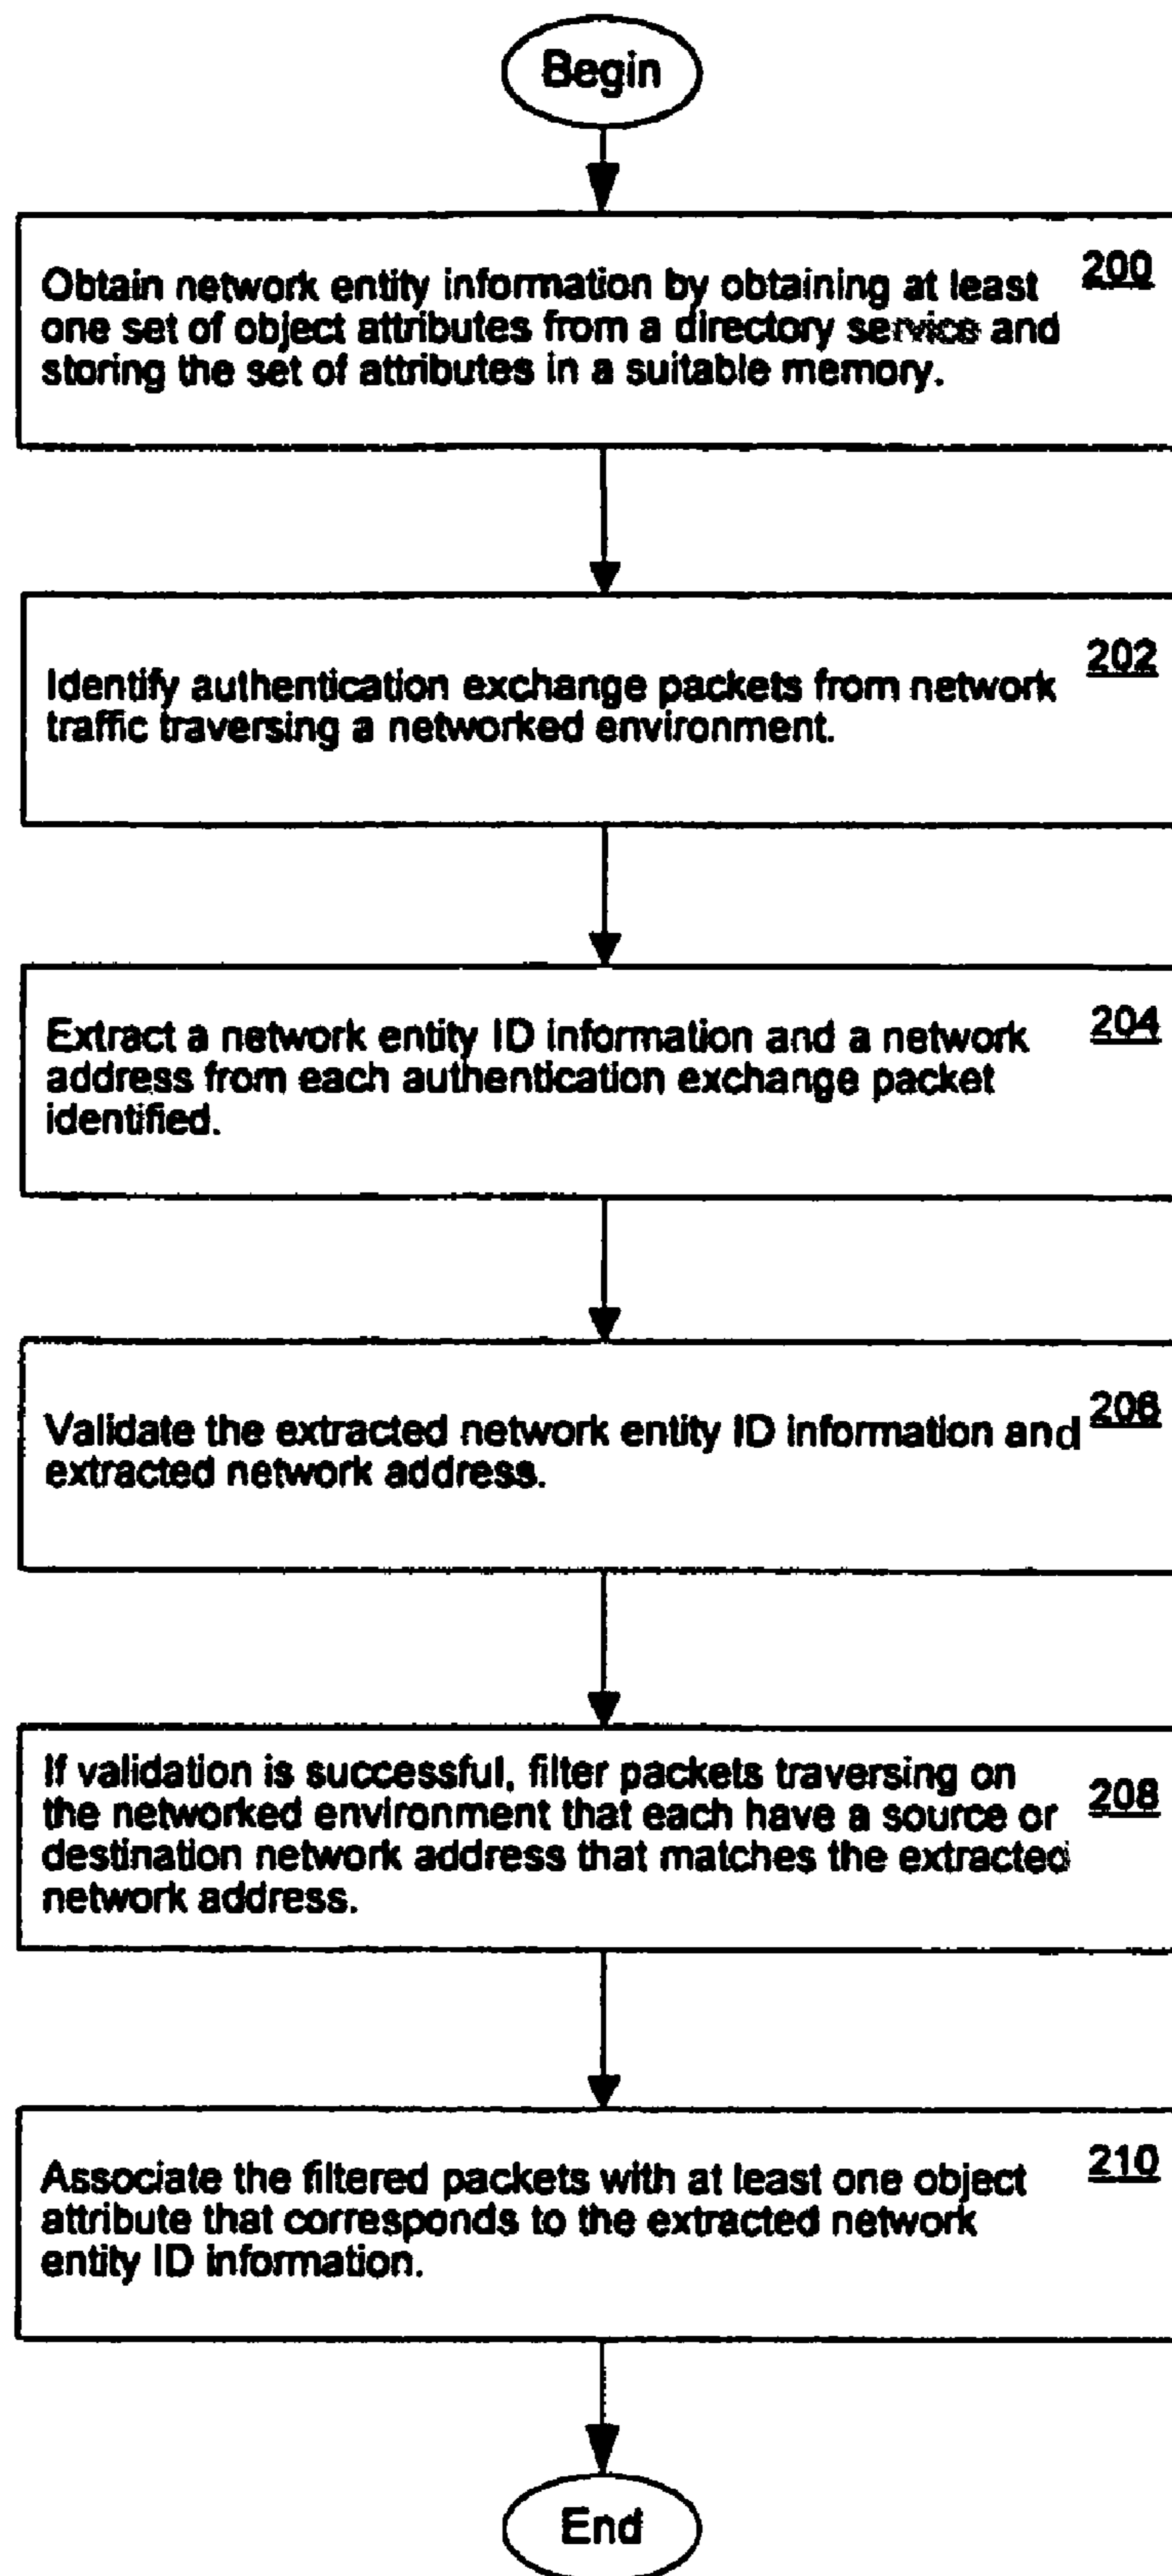 Begin
200
Obtain network entity information by obtaining at least
one set of object attributes from a directory service and
storing the set of attributes in a suitable memory.
202
Identify authentication exchange packets from network
traffic traversing a networked environment.
204
Extract a network entity ID information and a network
address from each authentication exchange packet
identified.
206
Validate the extracted network entity ID information and
extracted network address.
If validation is successful, filter packets traversing on
208
the networked environment that each have a source or
destination network address that matches the extracted
network address.
210
Associate the filtered packets with at least one object
attribute that corresponds to the extracted network
entity ID information.
End